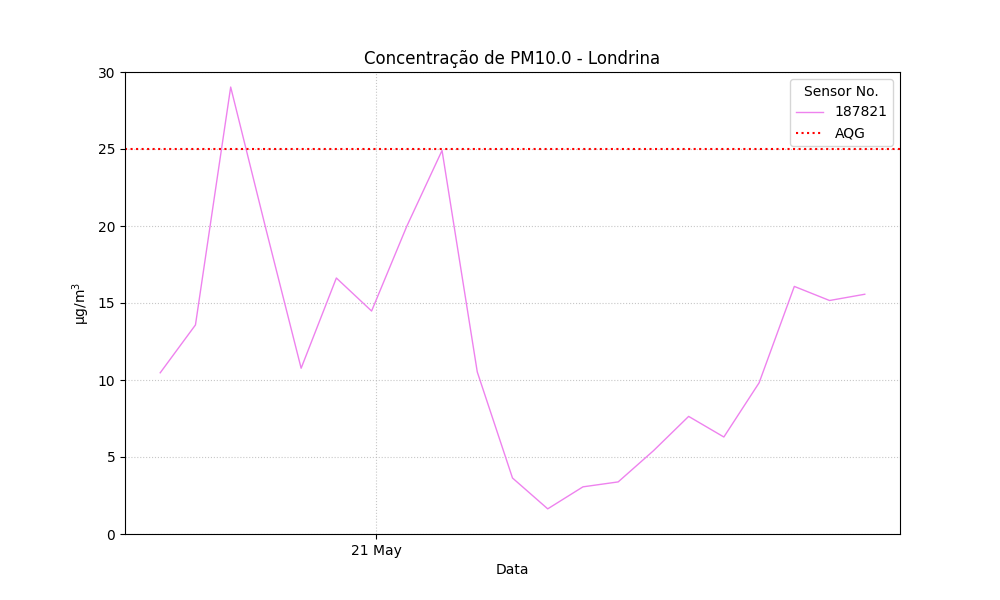 Concentração de PM10.0 - Londrina
Sensor No.
187821
AQG
30
25
20
15
10
5
0
µg/m³
21 May
Data